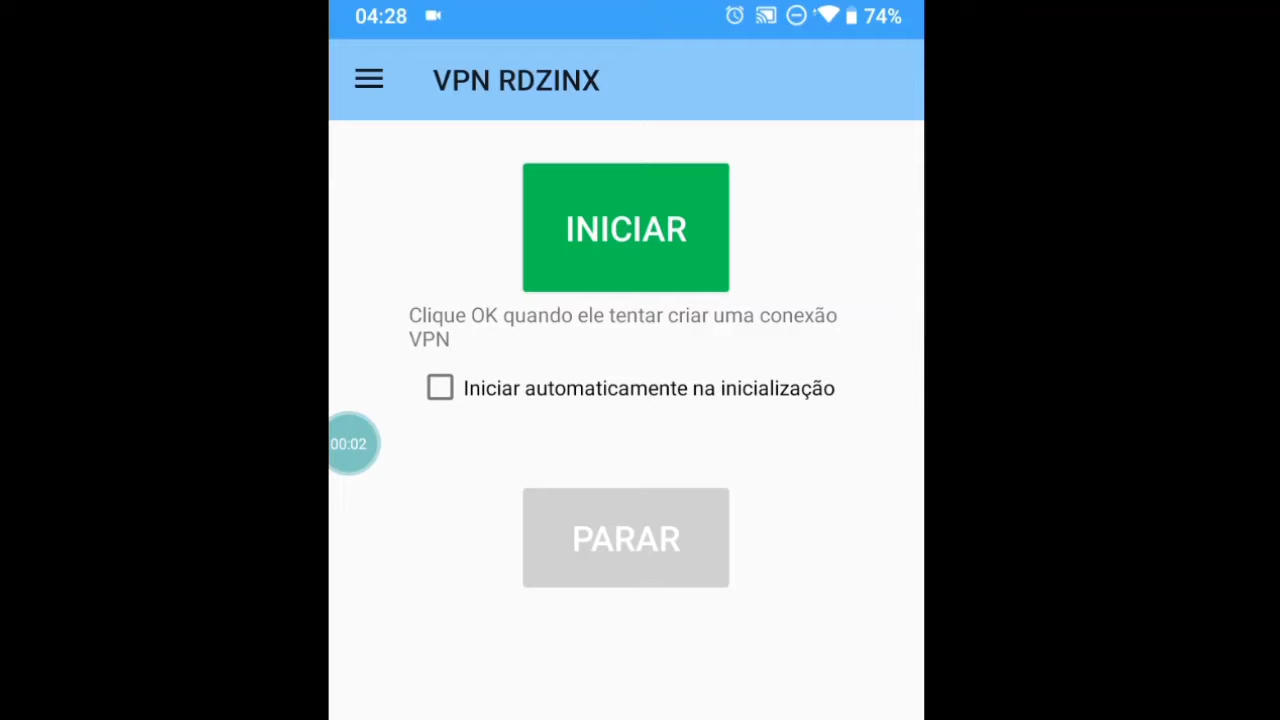 04:28
74%
VPN RDZINX
INICIAR
Clique OK quando ele tentar criar uma conexão
VPN
Iniciar automaticamente na inicialização
00:02
PARAR